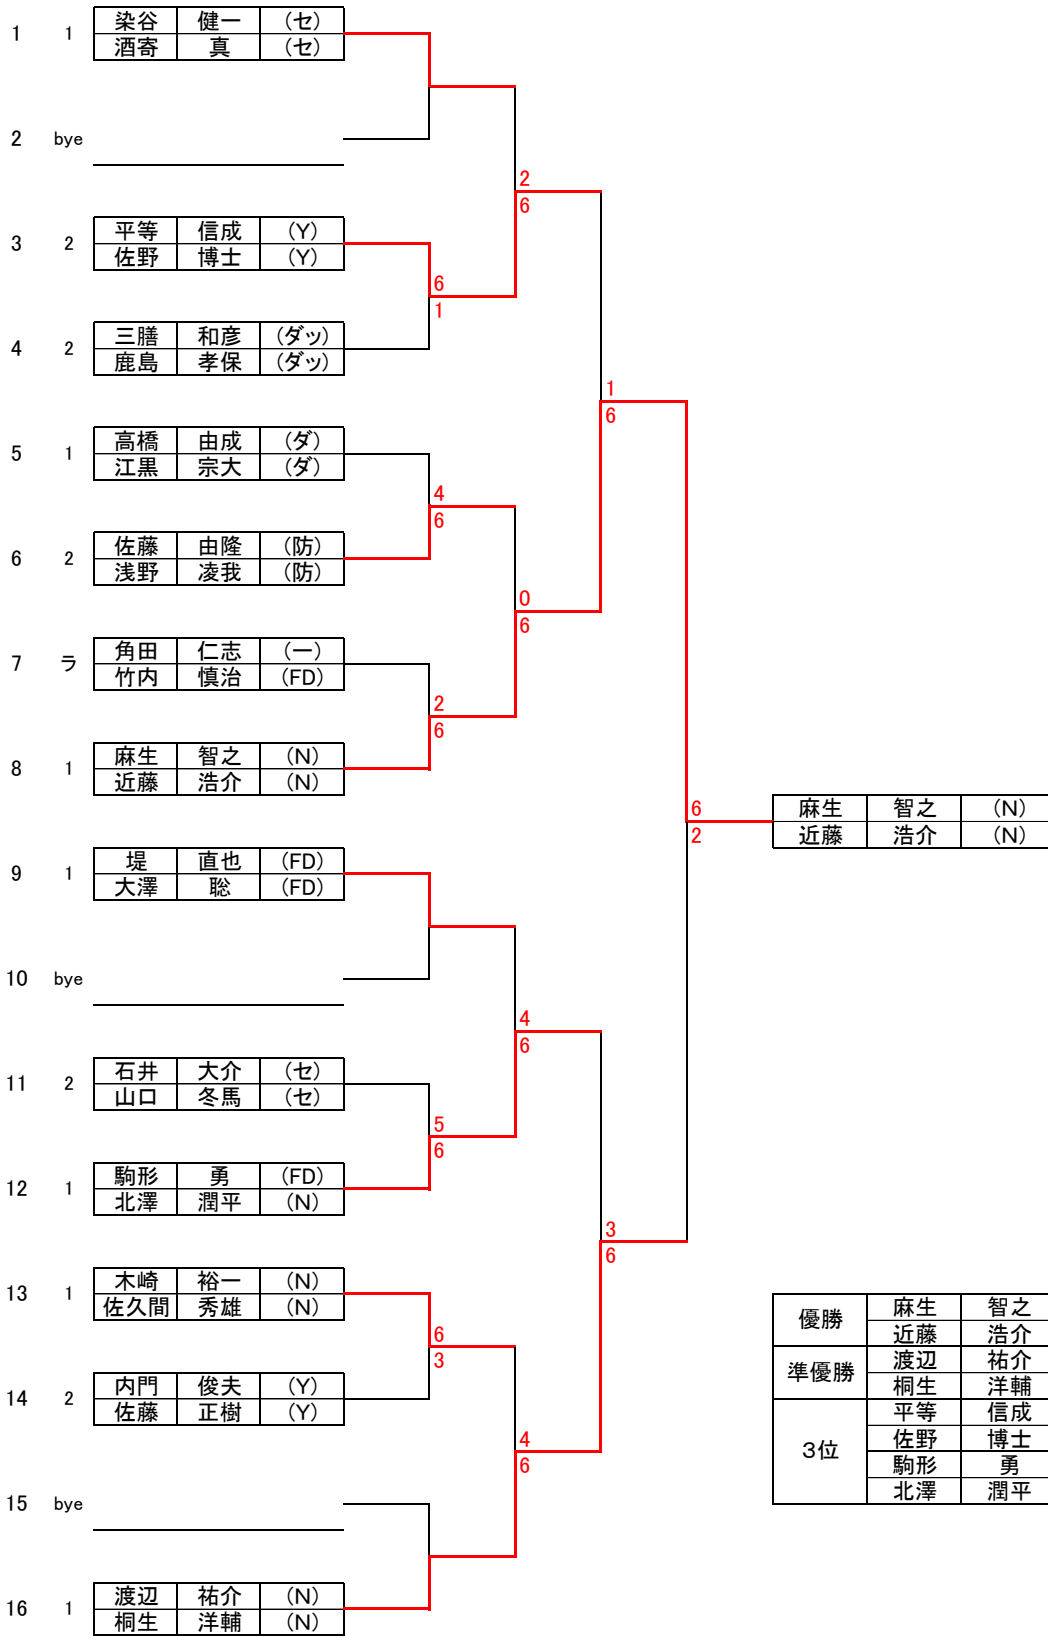 1 1 染谷 健一 (セ)
酒寄 真 (セ)
2 bye
2
6
3 2 平等 信成 (Y)
佐野 博士 (Y)
6
1
4 2 三膳 和彦 (ダッ)
鹿島 孝保 (ダッ)
1
6
5 1 高橋 由成 (ダ)
江黒 宗大 (ダ)
4
6
6 2 佐藤 由隆 (防)
浅野 凌我 (防)
0
6
7 ラ 角田 仁志 (一)
竹内 慎治 (FD)
2
6
8 1 麻生 智之 (N)
近藤 浩介 (N)
6 麻生 智之 (N)
2 近藤 浩介 (N)
9 1 堤 直也 (FD)
大澤 聡 (FD)
10 bye
4
6
11 2 石井 大介 (セ)
山口 冬馬 (セ)
5
6
12 1 駒形 勇 (FD)
北澤 潤平 (N)
3
6
13 1 木崎 裕一 (N)
佐久間 秀雄 (N)
6
3
14 2 内門 俊夫 (Y)
佐藤 正樹 (Y)
4
6
15 bye
16 1 渡辺 祐介 (N)
桐生 洋輔 (N)
優勝 麻生 智之
近藤 浩介
準優勝 渡辺 祐介
桐生 洋輔
3位 平等 信成
佐野 博士
駒形 勇
北澤 潤平